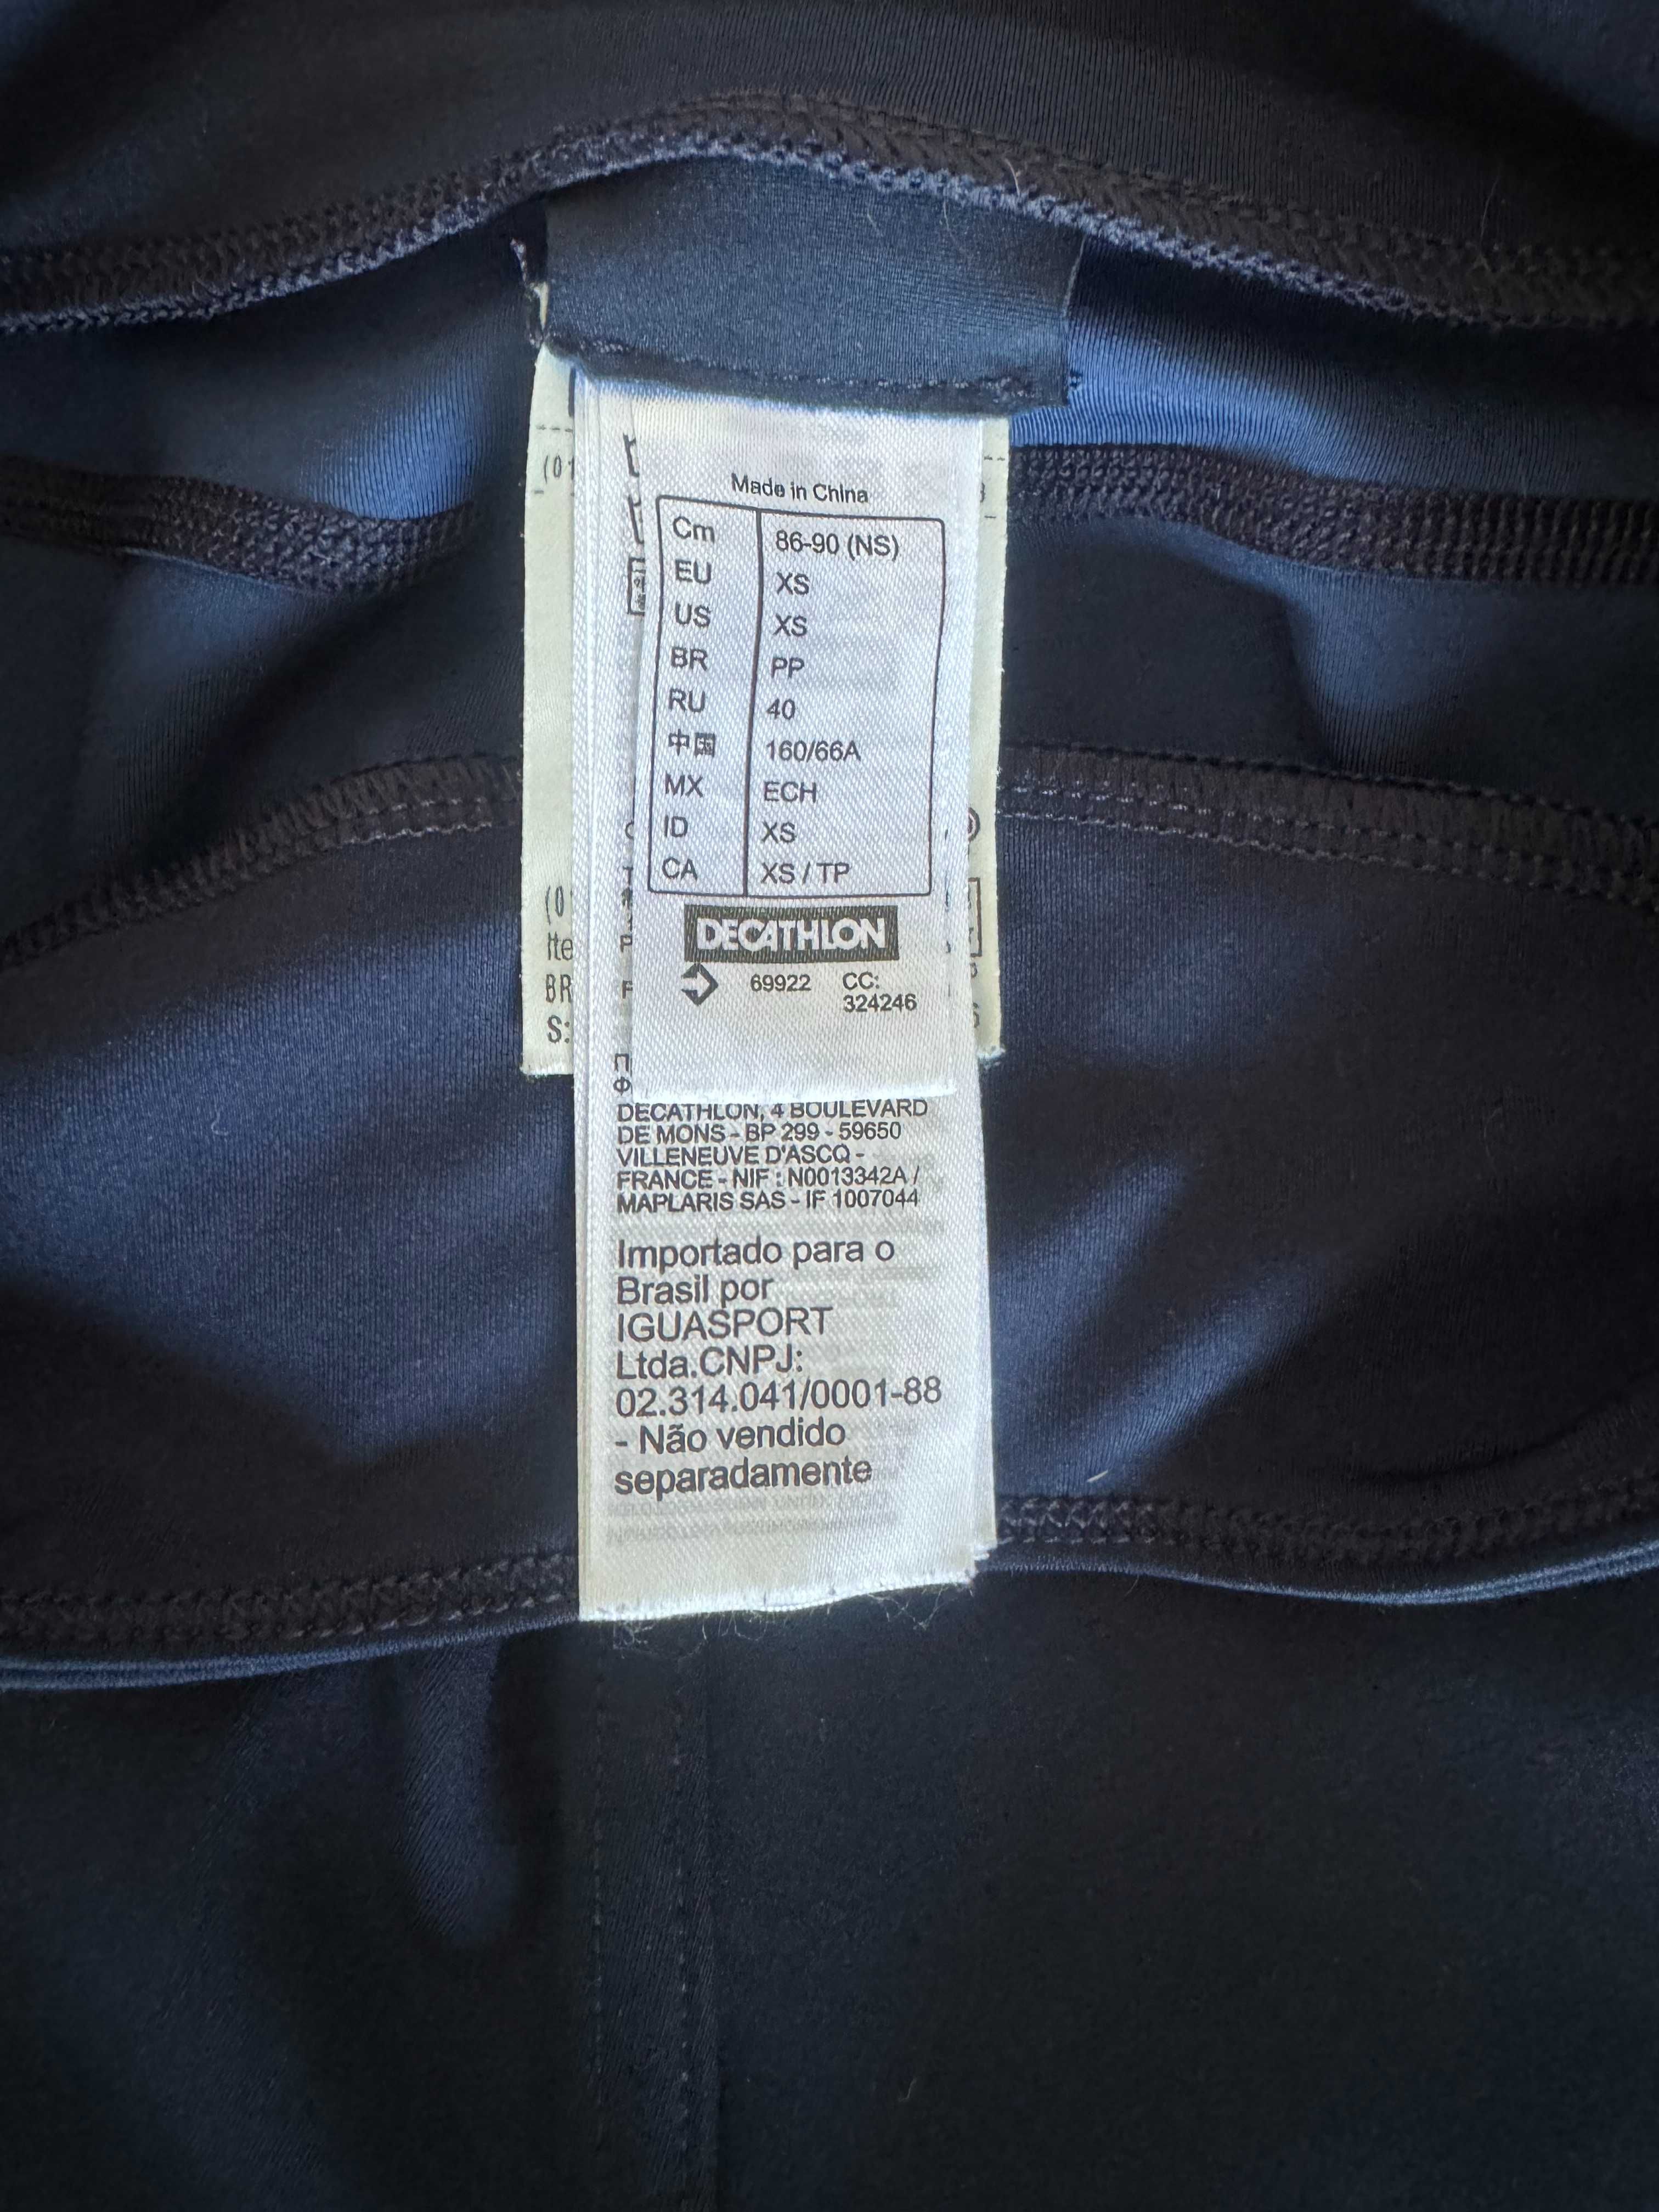 Made in China
Cm 86-90 (NS)
EU XS
US XS
BR PP
RU 40
中国 160/66A
MX ECH
ID XS
CA XS / TP
DECATHLON
69922 CC:
324246
DECATHLON, 4 BOULEVARD
DE MONS - BP 299 - 59650
VILLENEUVE D'ASCQ -
FRANCE - NIF : N0013342A /
MAPLARIS SAS - IF 1007044
Importado para o
Brasil por
IGUASPORT
Ltda.CNPJ:
02.314.041/0001-88
- Não vendido
separadamente